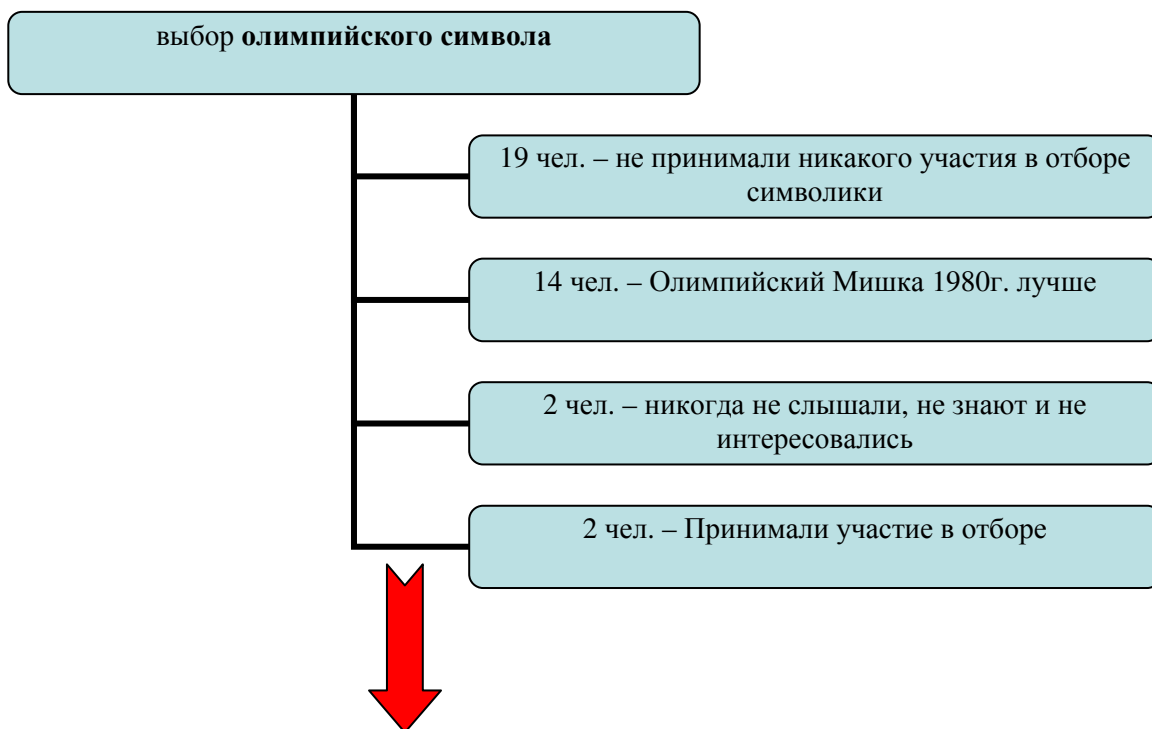 выбор олимпийского символа
19 чел. – не принимали никакого участия в отборе
символики
14 чел. – Олимпийский Мишка 1980г. лучше
2 чел. – никогда не слышали, не знают и не
интересовались
2 чел. – Принимали участие в отборе